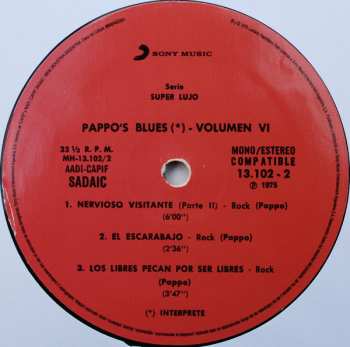 SONY MUSIC
Serie
SUPER LUJO
PAPPO'S BLUES (*) - VOLUMEN VI
33 ⅓ R. P. M.
MH-13.102/2
AADI-CAPIF
SADAIC
MONO/ESTEREO
COMPATIBLE
13.102 - 2
Ⓟ 1975
1. NERVIOSO VISITANTE (Parte II) - Rock (Pappo)
(6'00")
2. EL ESCARABAJO - Rock (Pappo)
(2'36")
3. LOS LIBRES PECAN POR SER LIBRES - Rock
(Pappo)
(3'47")
(*) INTERPRETE